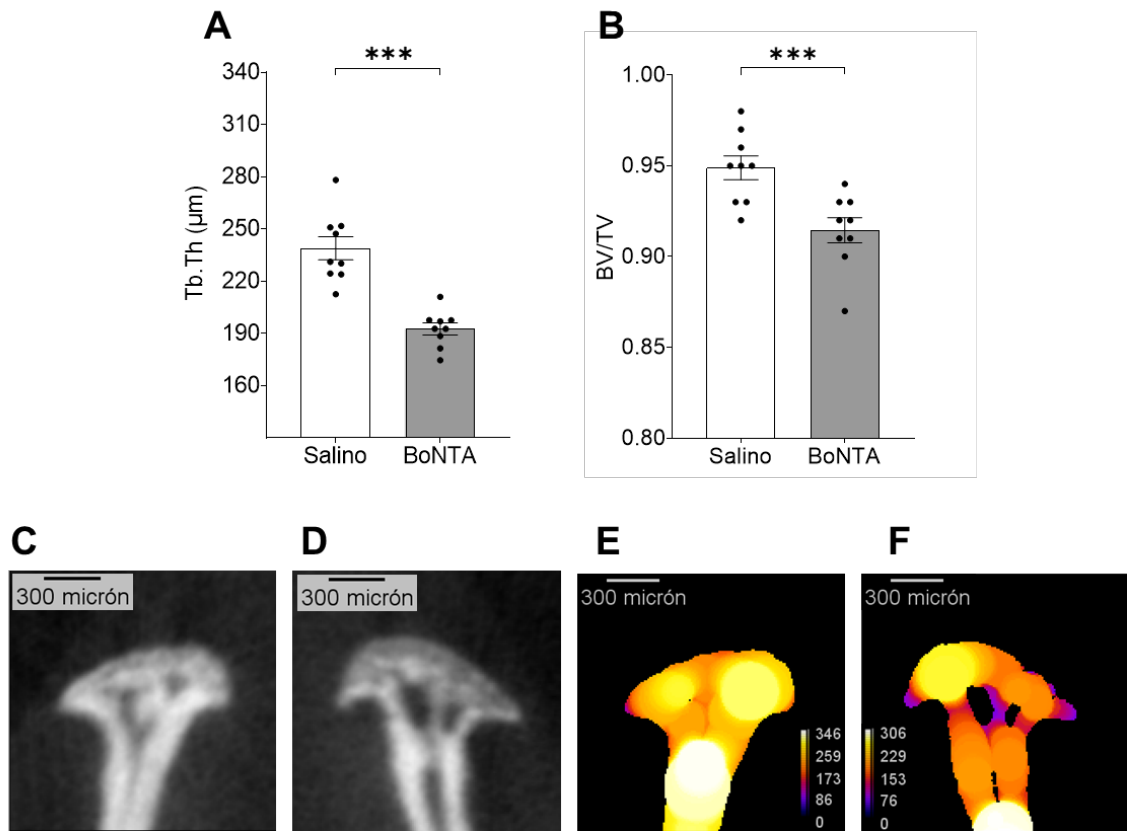 A
***
340
310
280
250
220
190
160
Tb.Th (µm)
Salino
BoNTA
B
***
1.00
0.95
0.90
0.85
0.80
BV/TV
Salino
BoNTA
C
300 micrón
D
300 micrón
E
300 micrón
346
259
173
86
0
F
300 micrón
306
229
153
76
0